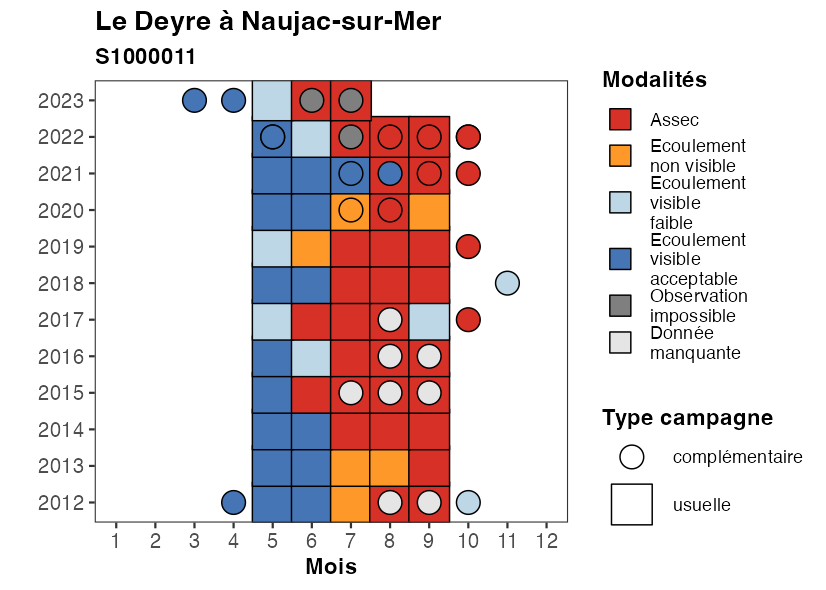 Le Deyre à Naujac-sur-Mer
S1000011
2023
2022
2021
2020
2019
2018
2017
2016
2015
2014
2013
2012
1 2 3 4 5 6 7 8 9 10 11 12
Mois
Modalités
Assec
Ecoulement
non visible
Ecoulement
visible
faible
Ecoulement
visible
acceptable
Observation
impossible
Donnée
manquante
Type campagne
complémentaire
usuelle